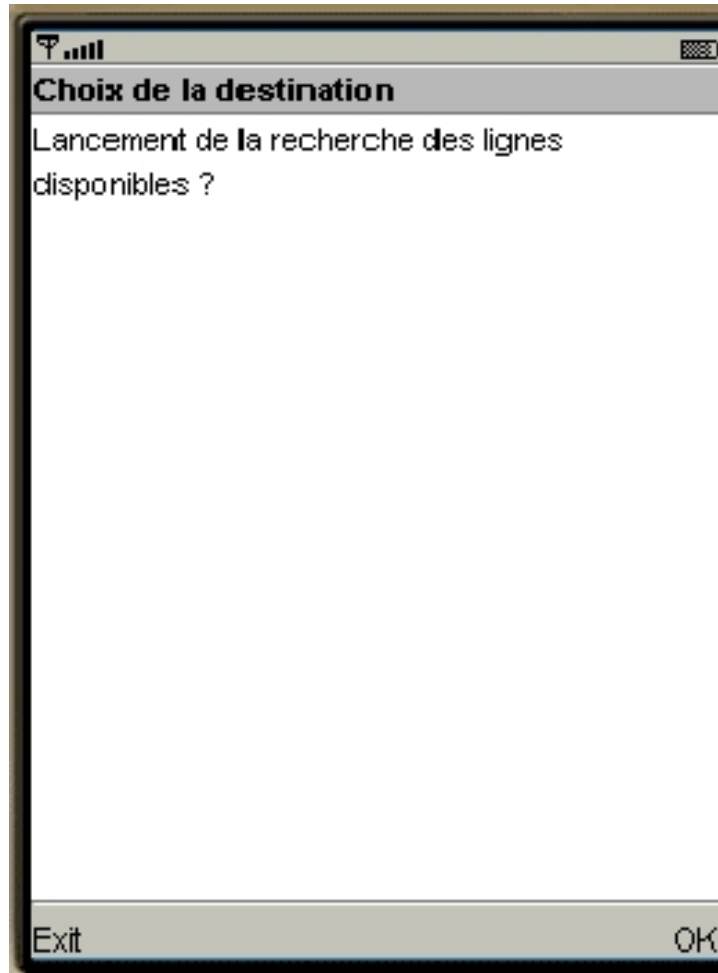 Choix de la destination
Lancement de la recherche des lignes
disponibles ?
Exit
OK